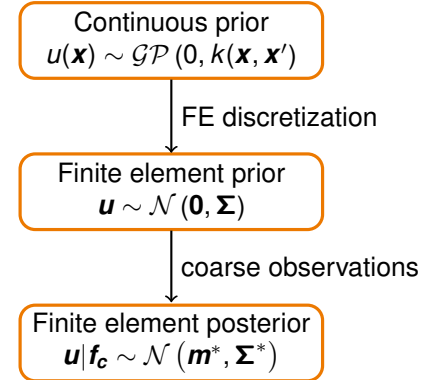 Continuous prior
u(x) ∼ 𝒢𝒫 (0, k(x, x′)
FE discretization
Finite element prior
u ∼ 𝒩 (0, Σ)
coarse observations
Finite element posterior
u|f_c ∼ 𝒩 (m*, Σ*)